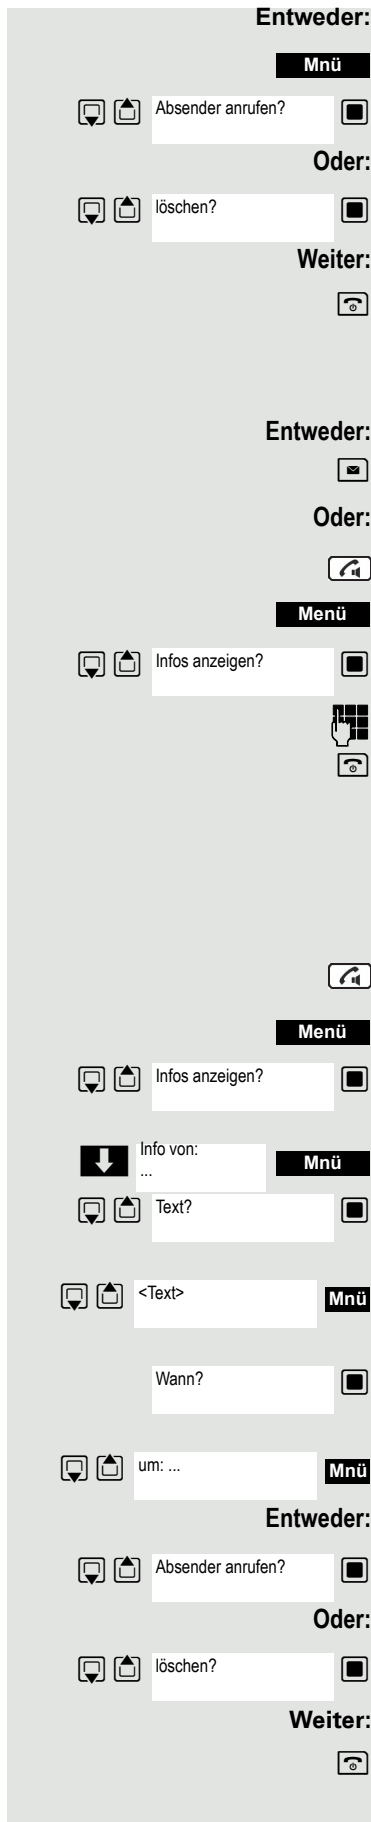 Entweder:
Mnü
Absender anrufen?
Oder:
löschen?
Weiter:
Entweder:
Oder:
Menü
Infos anzeigen?
Menü
Infos anzeigen?
Info von:
... Mnü
Text?
<Text> Mnü
Wann?
um: ... Mnü
Entweder:
Absender anrufen?
Oder:
löschen?
Weiter: